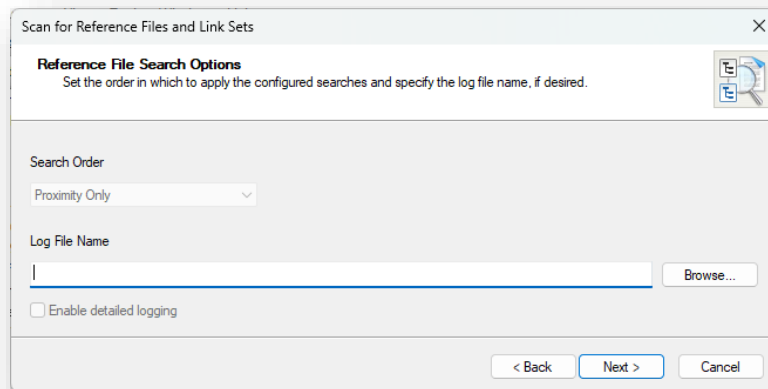 Scan for Reference Files and Link Sets
Reference File Search Options
Set the order in which to apply the configured searches and specify the log file name, if desired.
Search Order
Proximity Only
Log File Name
Browse...
Enable detailed logging
< Back
Next >
Cancel